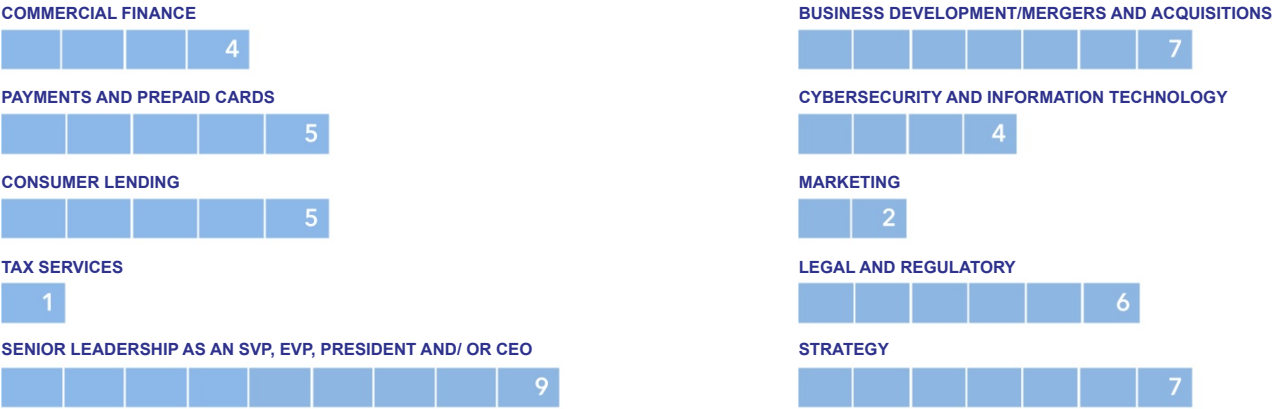 COMMERCIAL FINANCE
4
PAYMENTS AND PREPAID CARDS
5
CONSUMER LENDING
5
TAX SERVICES
1
SENIOR LEADERSHIP AS AN SVP, EVP, PRESIDENT AND/ OR CEO
9
BUSINESS DEVELOPMENT/MERGERS AND ACQUISITIONS
7
CYBERSECURITY AND INFORMATION TECHNOLOGY
4
MARKETING
2
LEGAL AND REGULATORY
6
STRATEGY
7